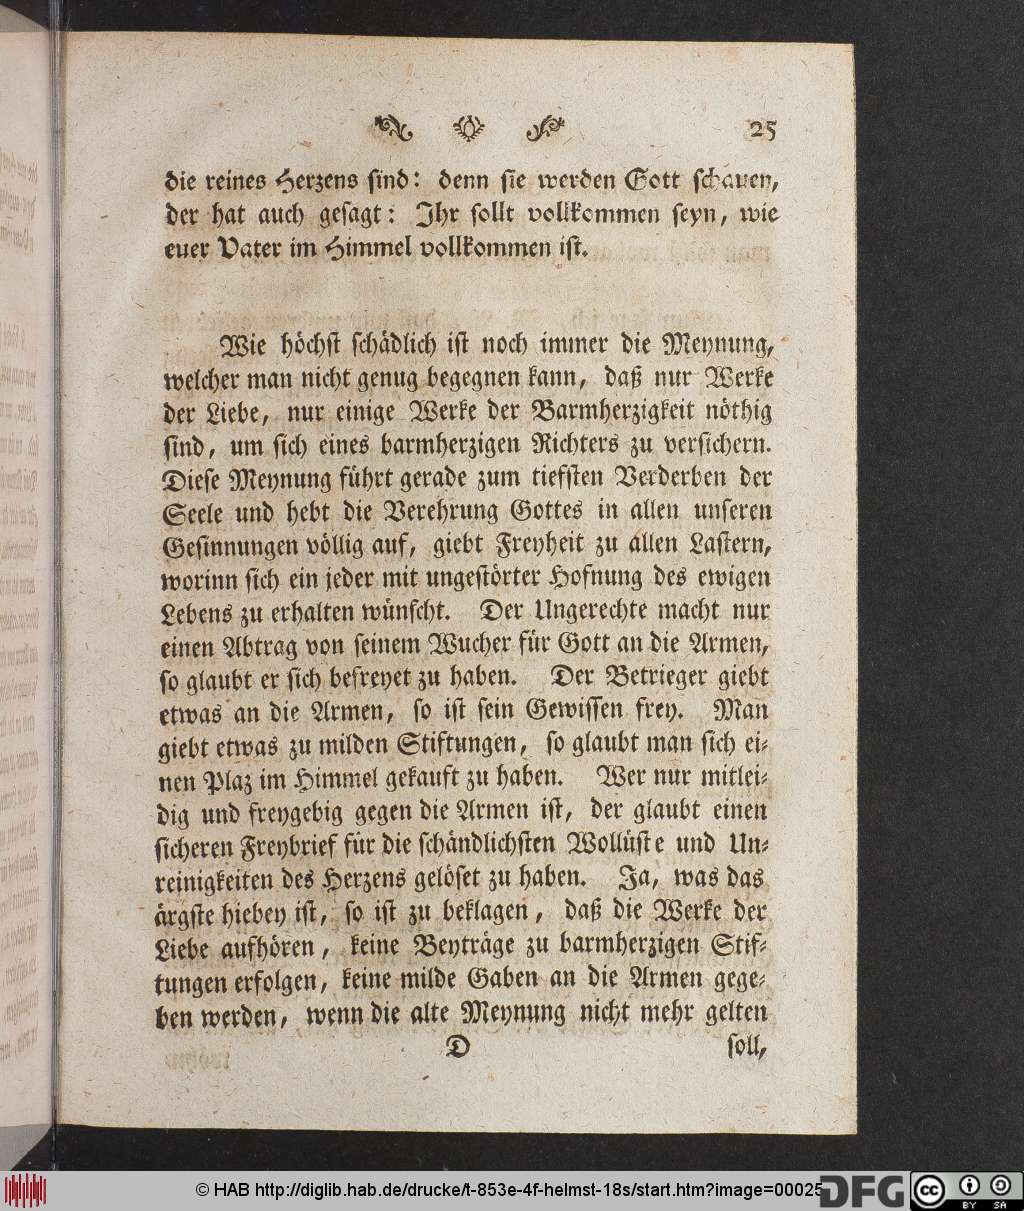 25
die reines Herzens sind: denn sie werden Gott schauen,
der hat auch gesagt: Ihr sollt vollkommen seyn, wie
euer Vater im Himmel vollkommen ist.
Wie höchst schädlich ist noch immer die Meynung,
welcher man nicht genug begegnen kann, daß nur Werke
der Liebe, nur einige Werke der Barmherzigkeit nöthig
sind, um sich eines barmherzigen Richters zu versichern.
Diese Meynung führt gerade zum tiefsten Verderben der
Seele und hebt die Verehrung Gottes in allen unseren
Gesinnungen völlig auf, giebt Freyheit zu allen Lastern,
worinn sich ein jeder mit ungestörter Hofnung des ewigen
Lebens zu erhalten wünscht. Der Ungerechte macht nur
einen Abtrag von seinem Wucher für Gott an die Armen,
so glaubt er sich befreyet zu haben. Der Betrieger giebt
etwas an die Armen, so ist sein Gewissen frey. Man
giebt etwas zu milden Stiftungen, so glaubt man sich ei-
nen Plaz im Himmel gekauft zu haben. Wer nur mitlei-
dig und freygebig gegen die Armen ist, der glaubt einen
sicheren Freybrief für die schändlichsten Wollüste und Un-
reinigkeiten des Herzens gelöset zu haben. Ja, was das
ärgste hiebey ist, so ist zu beklagen, daß die Werke der
Liebe aufhören, keine Beyträge zu barmherzigen Stif-
tungen erfolgen, keine milde Gaben an die Armen gege-
ben werden, wenn die alte Meynung nicht mehr gelten
D soll,
© HAB http://diglib.hab.de/drucke/t-853e-4f-helmst-18s/start.htm?image=00025
DFG
cc BY SA